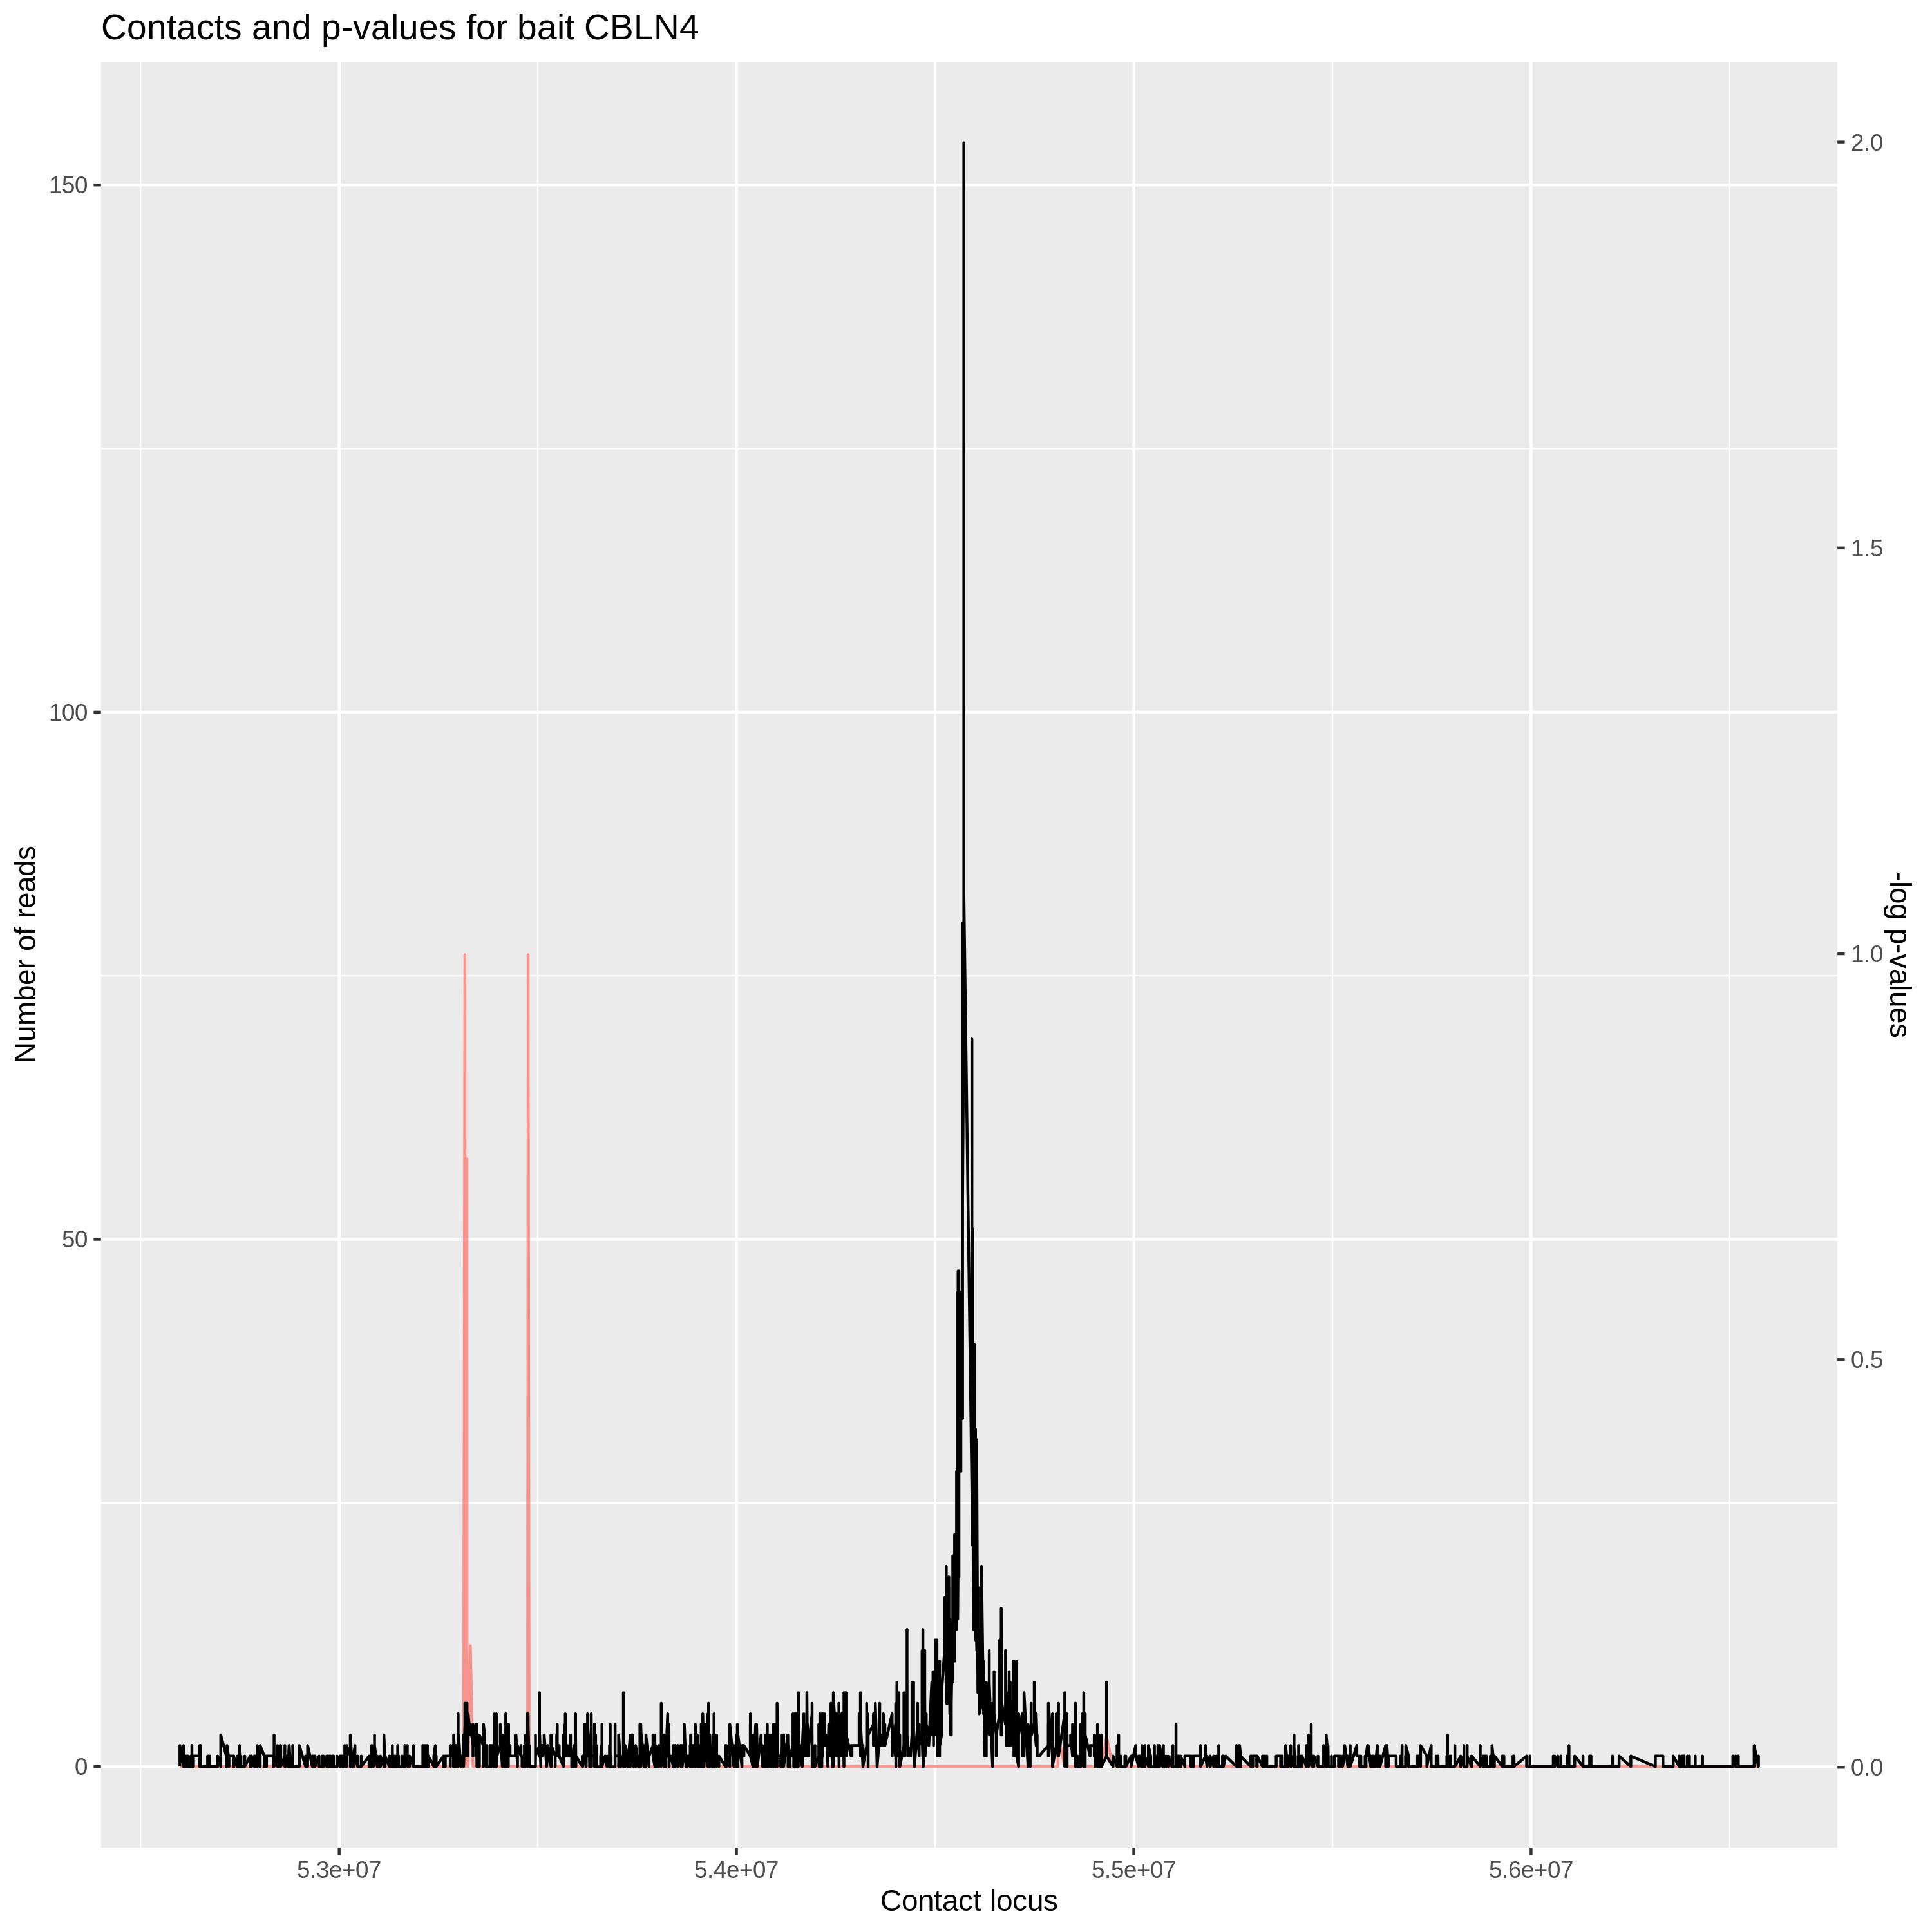 Contacts and p-values for bait CBLN4
150
100
50
0
Number of reads
2.0
1.5
1.0
0.5
0.0
-log p-values
5.3e+07 5.4e+07 5.5e+07 5.6e+07
Contact locus